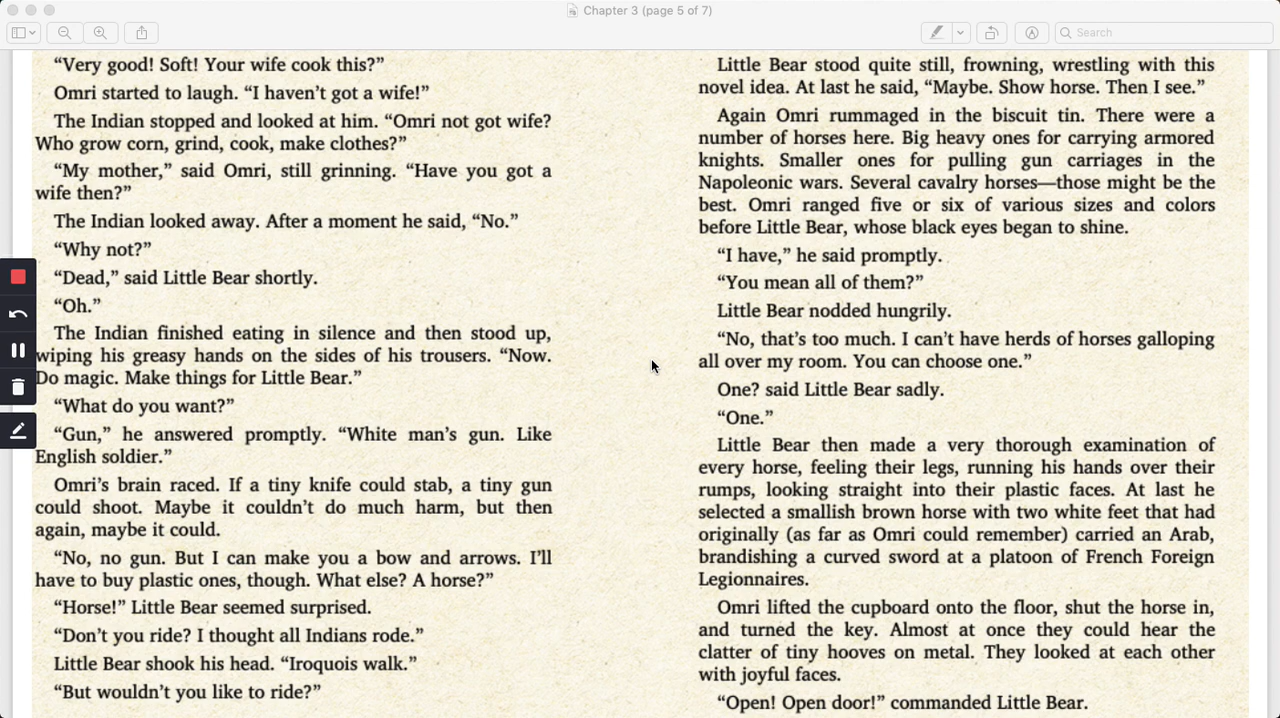 Chapter 3 (page 5 of 7)
Search
“Very good! Soft! Your wife cook this?”
Omri started to laugh. “I haven’t got a wife!”
The Indian stopped and looked at him. “Omri not got wife?
Who grow corn, grind, cook, make clothes?”
“My mother,” said Omri, still grinning. “Have you got a
wife then?”
The Indian looked away. After a moment he said, “No.”
“Why not?”
“Dead,” said Little Bear shortly.
“Oh.”
The Indian finished eating in silence and then stood up,
wiping his greasy hands on the sides of his trousers. “Now.
Do magic. Make things for Little Bear.”
“What do you want?”
“Gun,” he answered promptly. “White man’s gun. Like
English soldier.”
Omri’s brain raced. If a tiny knife could stab, a tiny gun
could shoot. Maybe it couldn’t do much harm, but then
again, maybe it could.
“No, no gun. But I can make you a bow and arrows. I’ll
have to buy plastic ones, though. What else? A horse?”
“Horse!” Little Bear seemed surprised.
“Don’t you ride? I thought all Indians rode.”
Little Bear shook his head. “Iroquois walk.”
“But wouldn’t you like to ride?”
Little Bear stood quite still, frowning, wrestling with this
novel idea. At last he said, “Maybe. Show horse. Then I see.”
Again Omri rummaged in the biscuit tin. There were a
number of horses here. Big heavy ones for carrying armored
knights. Smaller ones for pulling gun carriages in the
Napoleonic wars. Several cavalry horses—those might be the
best. Omri ranged five or six of various sizes and colors
before Little Bear, whose black eyes began to shine.
“I have,” he said promptly.
“You mean all of them?”
Little Bear nodded hungrily.
“No, that’s too much. I can’t have herds of horses galloping
all over my room. You can choose one.”
One? said Little Bear sadly.
“One.”
Little Bear then made a very thorough examination of
every horse, feeling their legs, running his hands over their
rumps, looking straight into their plastic faces. At last he
selected a smallish brown horse with two white feet that had
originally (as far as Omri could remember) carried an Arab,
brandishing a curved sword at a platoon of French Foreign
Legionnaires.
Omri lifted the cupboard onto the floor, shut the horse in,
and turned the key. Almost at once they could hear the
clatter of tiny hooves on metal. They looked at each other
with joyful faces.
“Open! Open door!” commanded Little Bear.